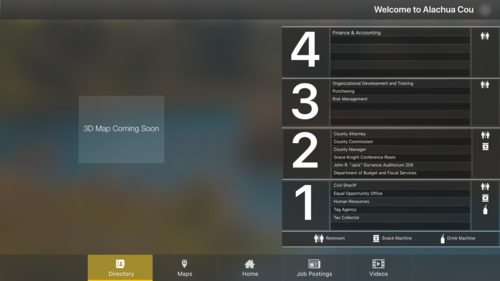 Welcome to Alachua Cou
3D Map Coming Soon
4
Finance & Accounting
3
Organizational Development and Training
Purchasing
Risk Management
2
County Attorney
County Commission
County Manager
Grace Knight Conference Room
John R. "Jack" Durrance Auditorium 209
Department of Budget and Fiscal Services
1
Civil Sheriff
Equal Opportunity Office
Human Resources
Tag Agency
Tax Collector
Restroom
Snack Machine
Drink Machine
Directory
Maps
Home
Job Postings
Videos